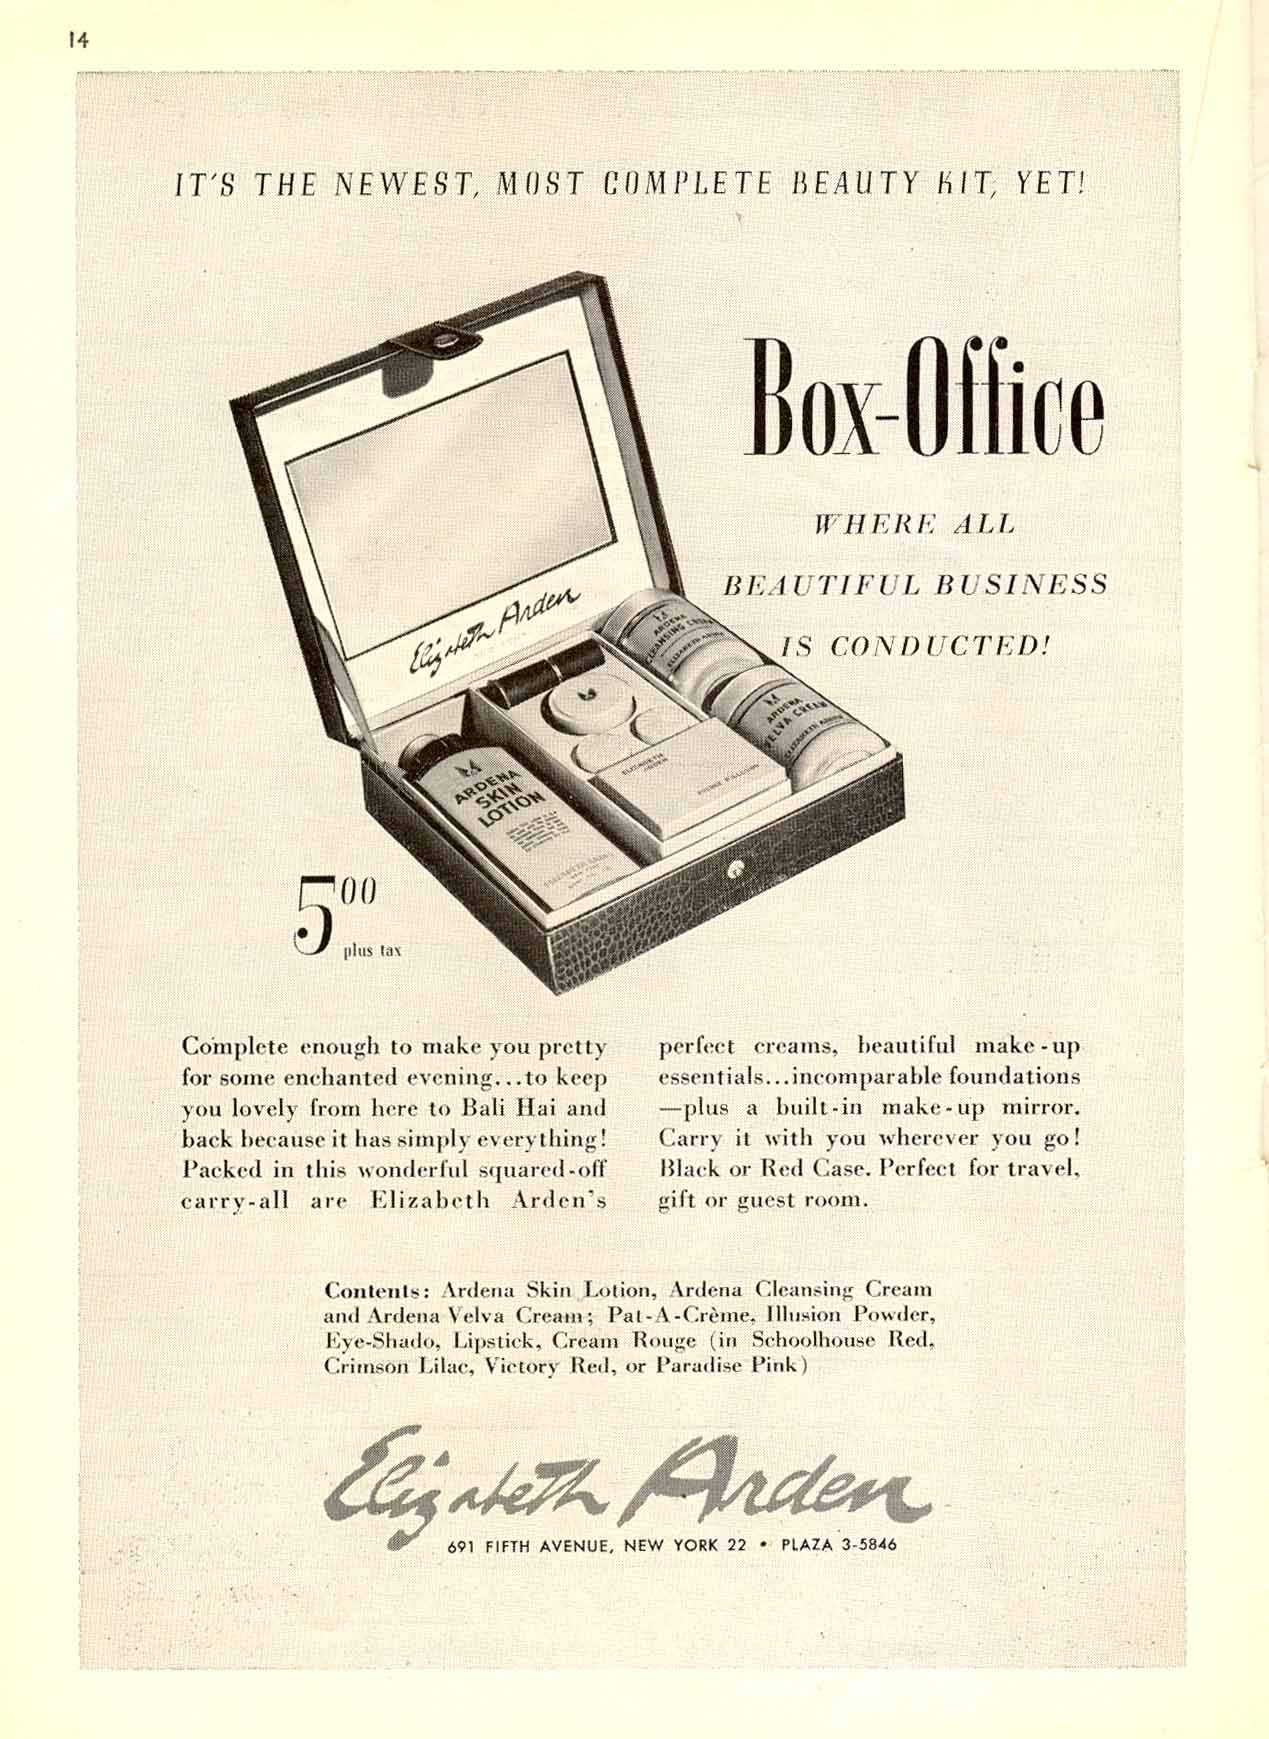 14
IT'S THE NEWEST, MOST COMPLETE BEAUTY KIT, YET!
Box-Office
WHERE ALL
BEAUTIFUL BUSINESS
IS CONDUCTED!
Elizabeth Arden
ARDENA
CLEANSING CREAM
ELIZABETH ARDEN
ARDENA
VELVA CREAM
ELIZABETH ARDEN
ELIZABETH
ARDEN
ARDENA
SKIN
LOTION
5.00
plus tax
Complete enough to make you pretty
for some enchanted evening...to keep
you lovely from here to Bali Hai and
back because it has simply everything!
Packed in this wonderful squared-off
carry-all are Elizabeth Arden's
perfect creams, beautiful make-up
essentials...incomparable foundations
—plus a built-in make-up mirror.
Carry it with you wherever you go!
Black or Red Case. Perfect for travel,
gift or guest room.
Contents: Ardena Skin Lotion, Ardena Cleansing Cream
and Ardena Velva Cream; Pat-A-Crème, Illusion Powder,
Eye-Shado, Lipstick, Cream Rouge (in Schoolhouse Red,
Crimson Lilac, Victory Red, or Paradise Pink)
Elizabeth Arden
691 FIFTH AVENUE, NEW YORK 22 • PLAZA 3-5846